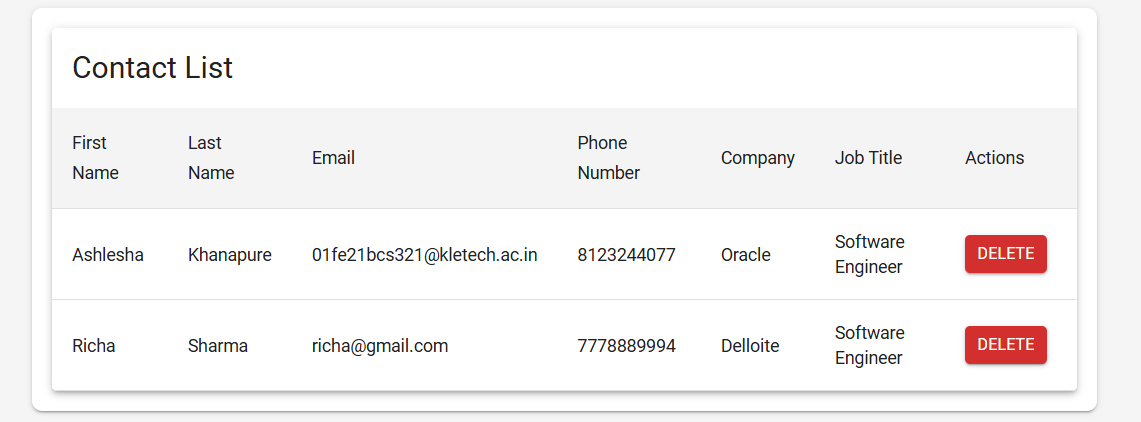 Contact List
First Name Last Name Email Phone Number Company Job Title Actions
Ashlesha Khanapure 01fe21bcs321@kletech.ac.in 8123244077 Oracle Software Engineer DELETE
Richa Sharma richa@gmail.com 7778889994 Delloite Software Engineer DELETE